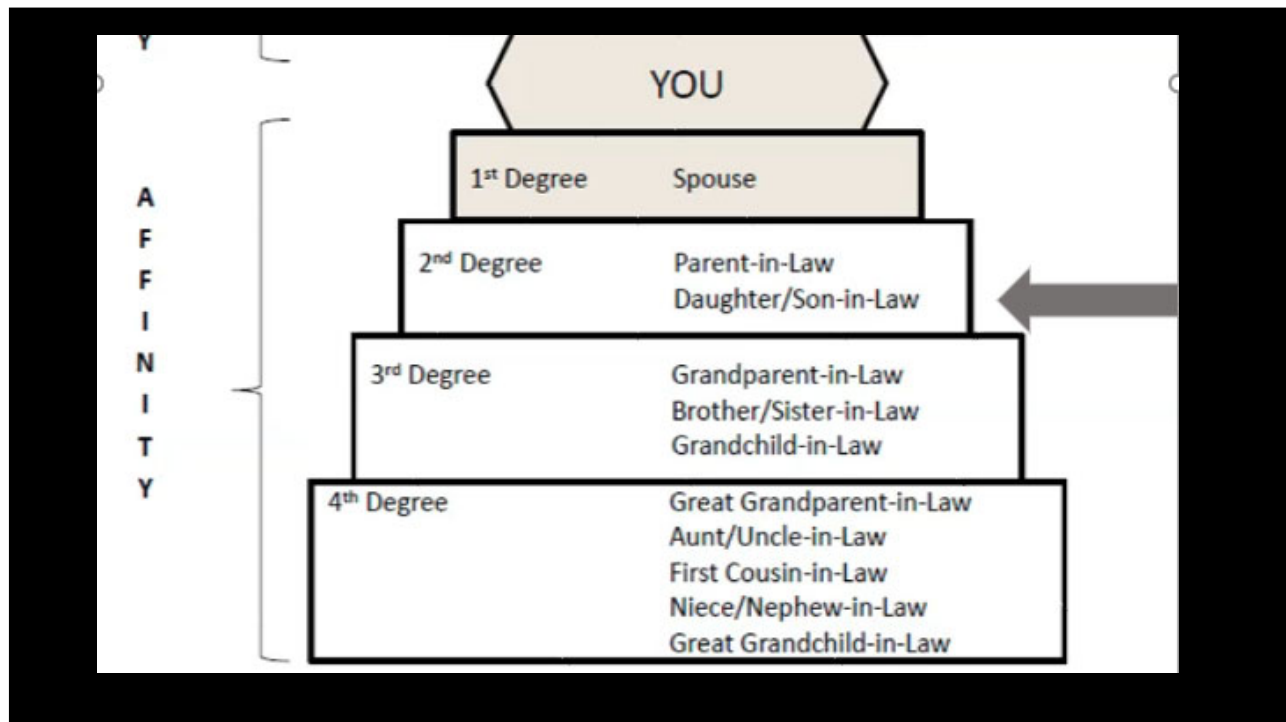 Y
YOU
1st Degree Spouse
2nd Degree Parent-in-Law
Daughter/Son-in-Law
3rd Degree Grandparent-in-Law
Brother/Sister-in-Law
Grandchild-in-Law
4th Degree Great Grandparent-in-Law
Aunt/Uncle-in-Law
First Cousin-in-Law
Niece/Nephew-in-Law
Great Grandchild-in-Law
A
F
F
I
N
I
T
Y